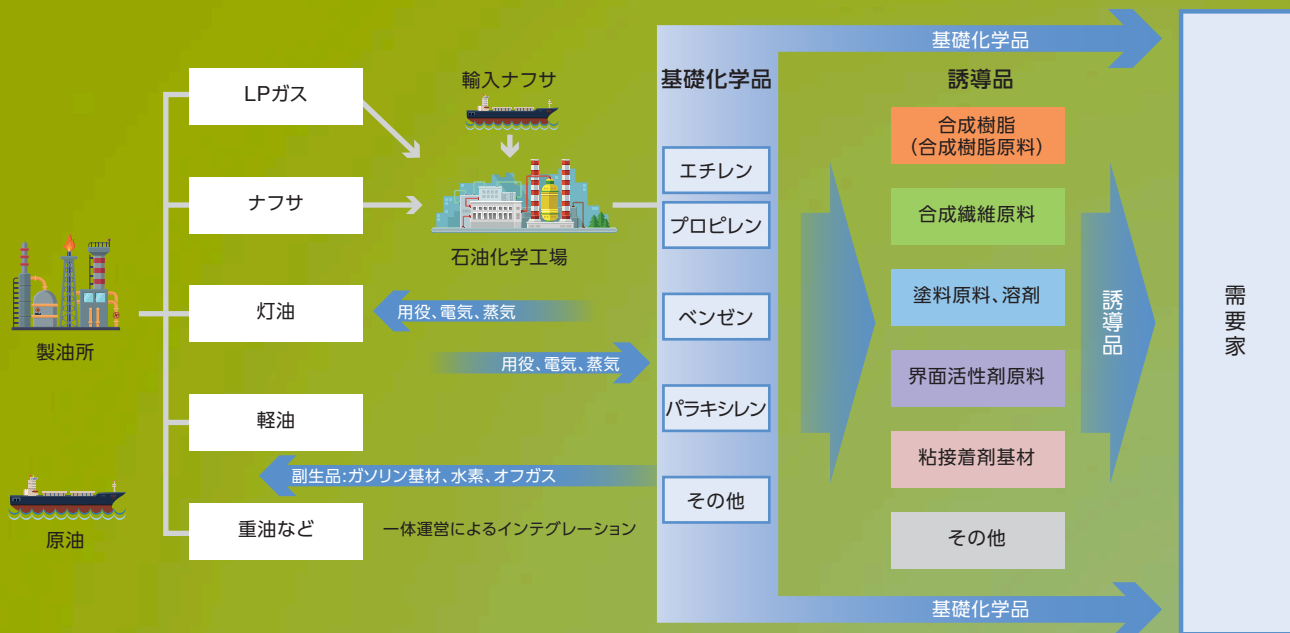 製油所
原油
LPガス
ナフサ
灯油
軽油
重油など
輸入ナフサ
石油化学工場
用役、電気、蒸気
用役、電気、蒸気
副生品:ガソリン基材、水素、オフガス
一体運営によるインテグレーション
基礎化学品
エチレン
プロピレン
ベンゼン
パラキシレン
その他
基礎化学品
誘導品
合成樹脂
(合成樹脂原料)
合成繊維原料
塗料原料、溶剤
界面活性剤原料
粘接着剤基材
その他
基礎化学品
誘導品
需要家